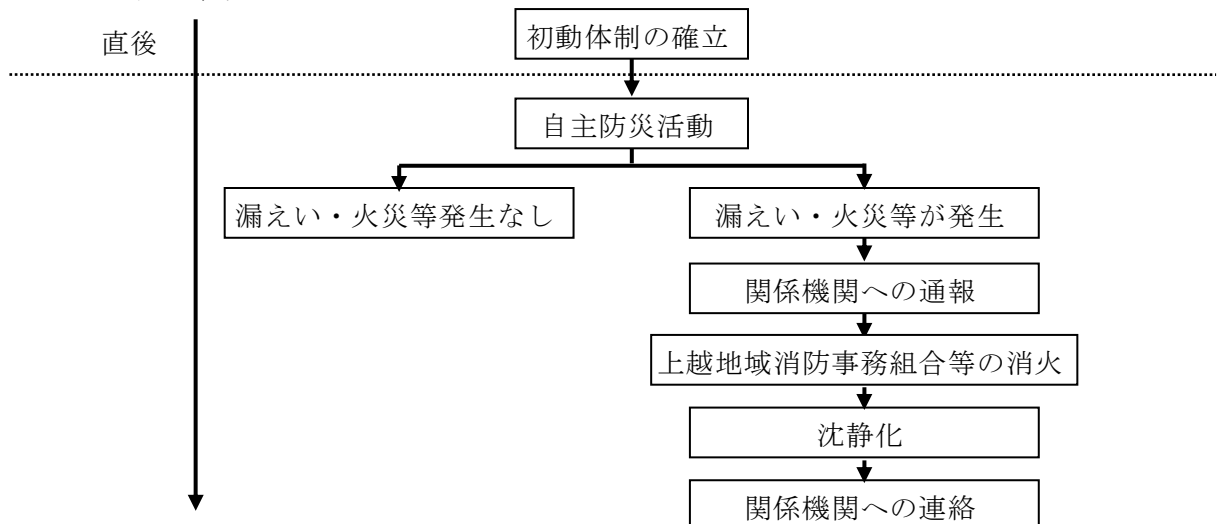 直後
初動体制の確立
自主防災活動
漏えい・火災等発生なし
漏えい・火災等が発生
関係機関への通報
上越地域消防事務組合等の消火
沈静化
関係機関への連絡